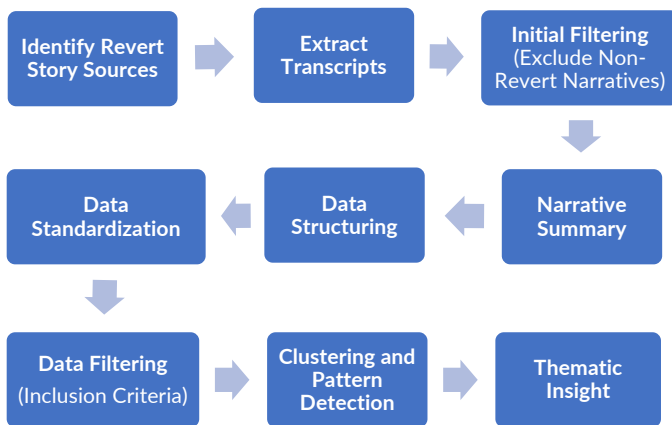 Identify Revert
Story Sources
Extract
Transcripts
Initial Filtering
(Exclude Non-
Revert Narratives)
Narrative
Summary
Data
Structuring
Data
Standardization
Data Filtering
(Inclusion Criteria)
Clustering and
Pattern
Detection
Thematic
Insight